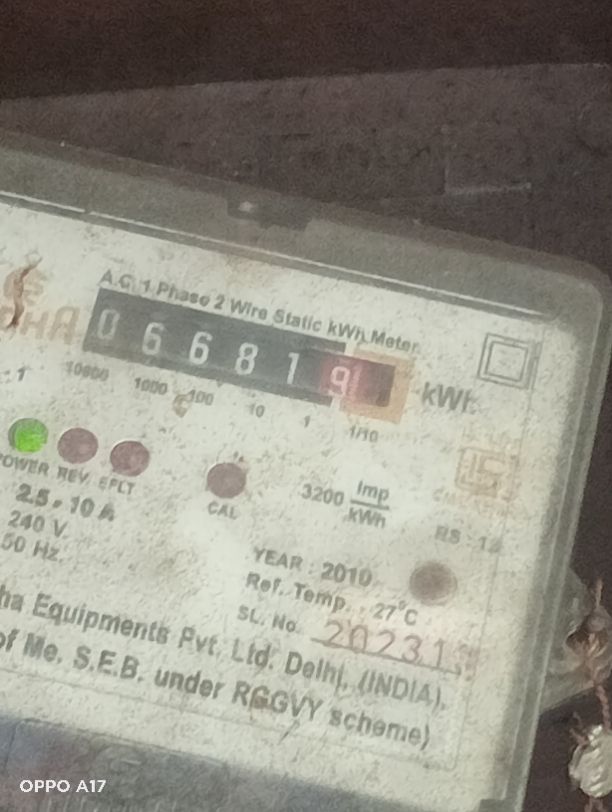 A.C. 1 Phase 2 Wire Static kWh Meter
0 6 6 8 1 9
kWh
10000 1000 100 10 1 1/10
POWER REV EFLT
CAL
3200 Imp/kWh
2.5 - 10 A
240 V
50 Hz.
YEAR : 2010
Ref. Temp. : 27°C
SL. No. 20231
Equipments Pvt. Ltd. Delhi. (INDIA).
of Me. S.E.B. under RGGVY scheme)
OPPO A17